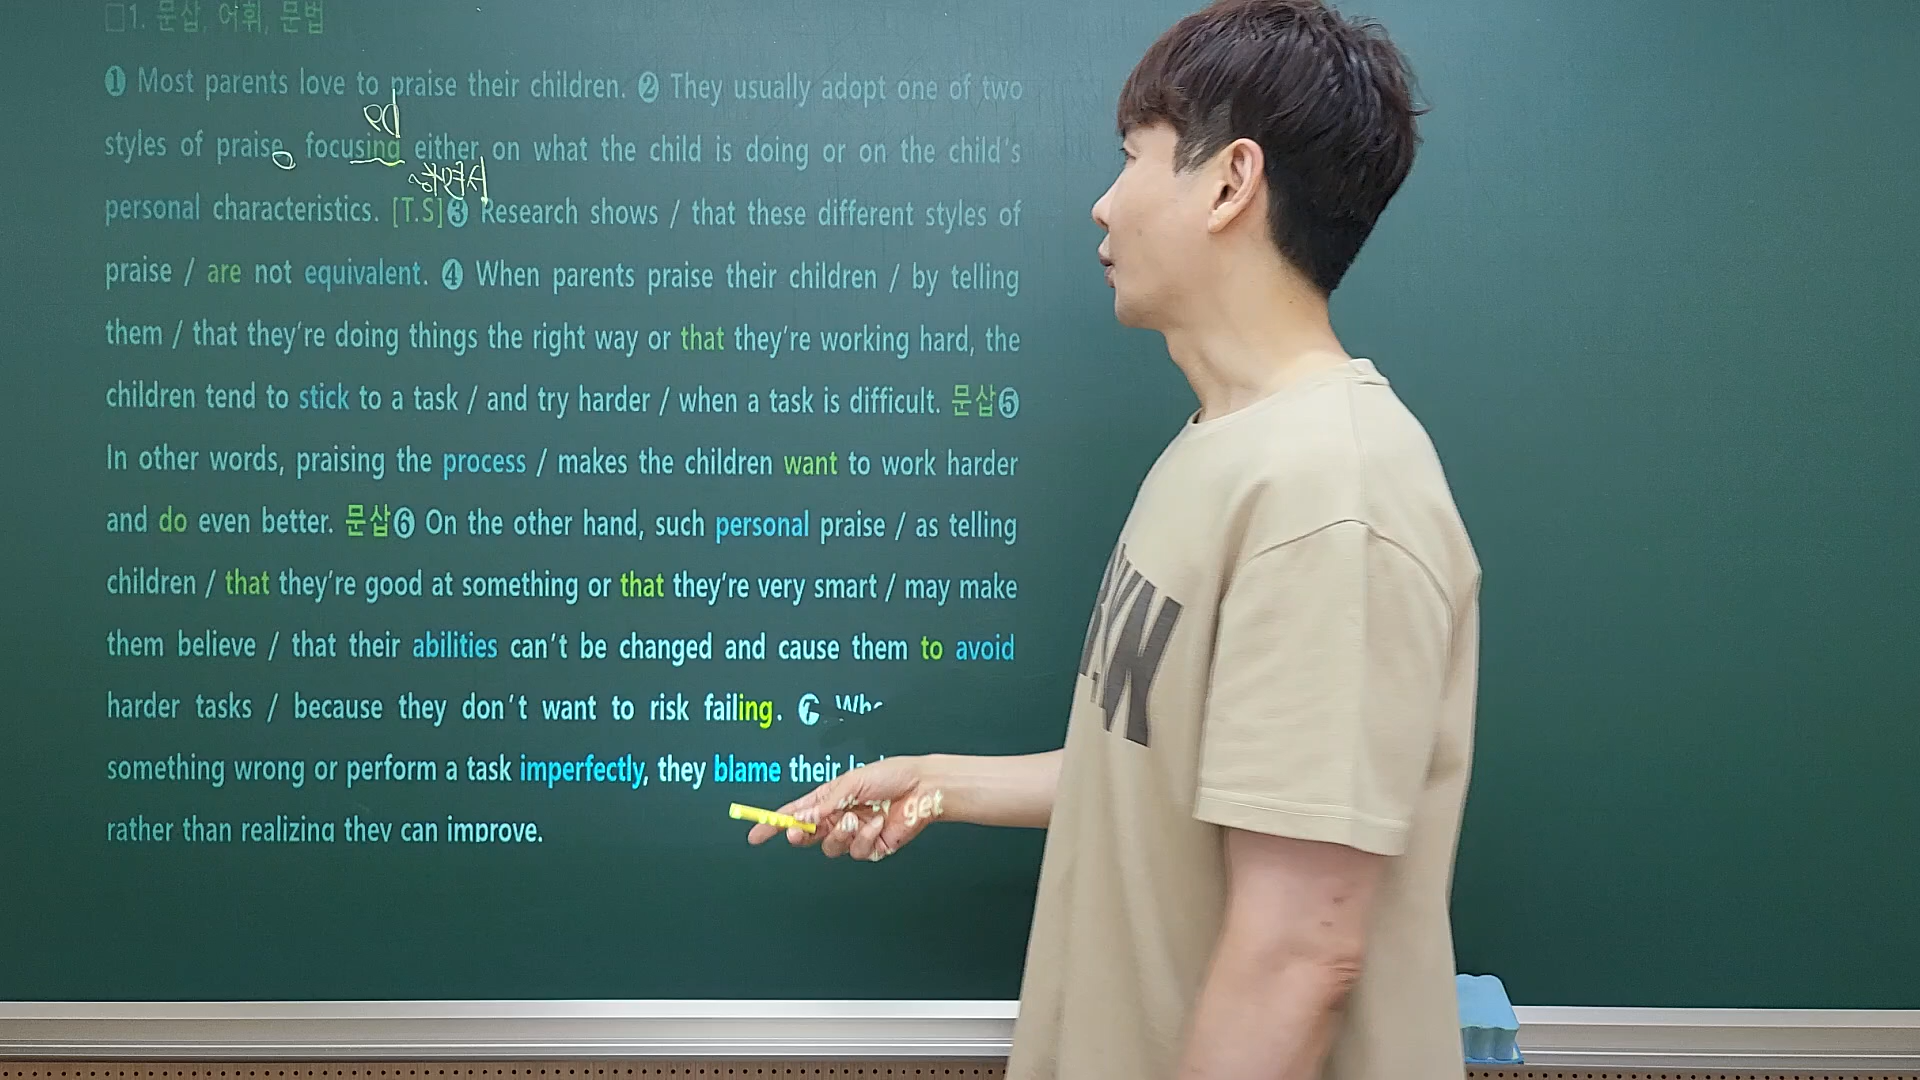 □1. 문삽, 어휘, 문법
❶ Most parents love to praise their children. ❷ They usually adopt one of two
ed
styles of praise, focusing either on what the child is doing or on the child's
personal characteristics. [T.S]❸ Research shows / that these different styles of
praise / are not equivalent. ❹ When parents praise their children / by telling
them / that they're doing things the right way or that they're working hard, the
children tend to stick to a task / and try harder / when a task is difficult. 문삽❺
In other words, praising the process / makes the children want to work harder
and do even better. 문삽❻ On the other hand, such personal praise / as telling
children / that they're good at something or that they're very smart / may make
them believe / that their abilities can't be changed and cause them to avoid
harder tasks / because they don't want to risk failing. ❼
something wrong or perform a task imperfectly, they blame their
get
rather than realizing they can improve.